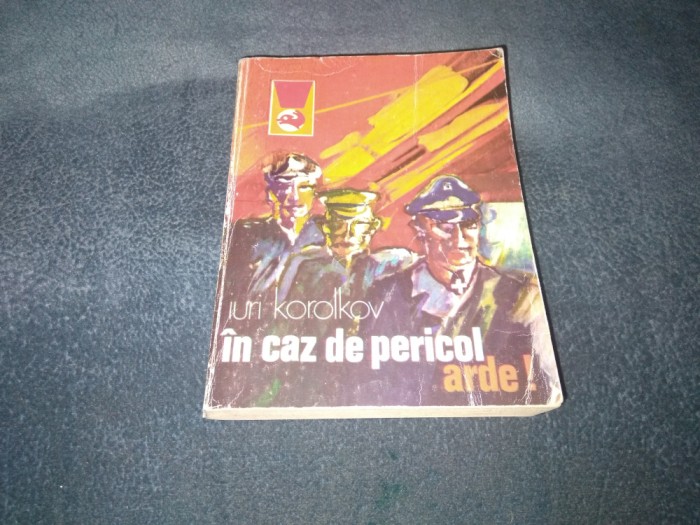 iuri korolkov
în caz de pericol
arde!